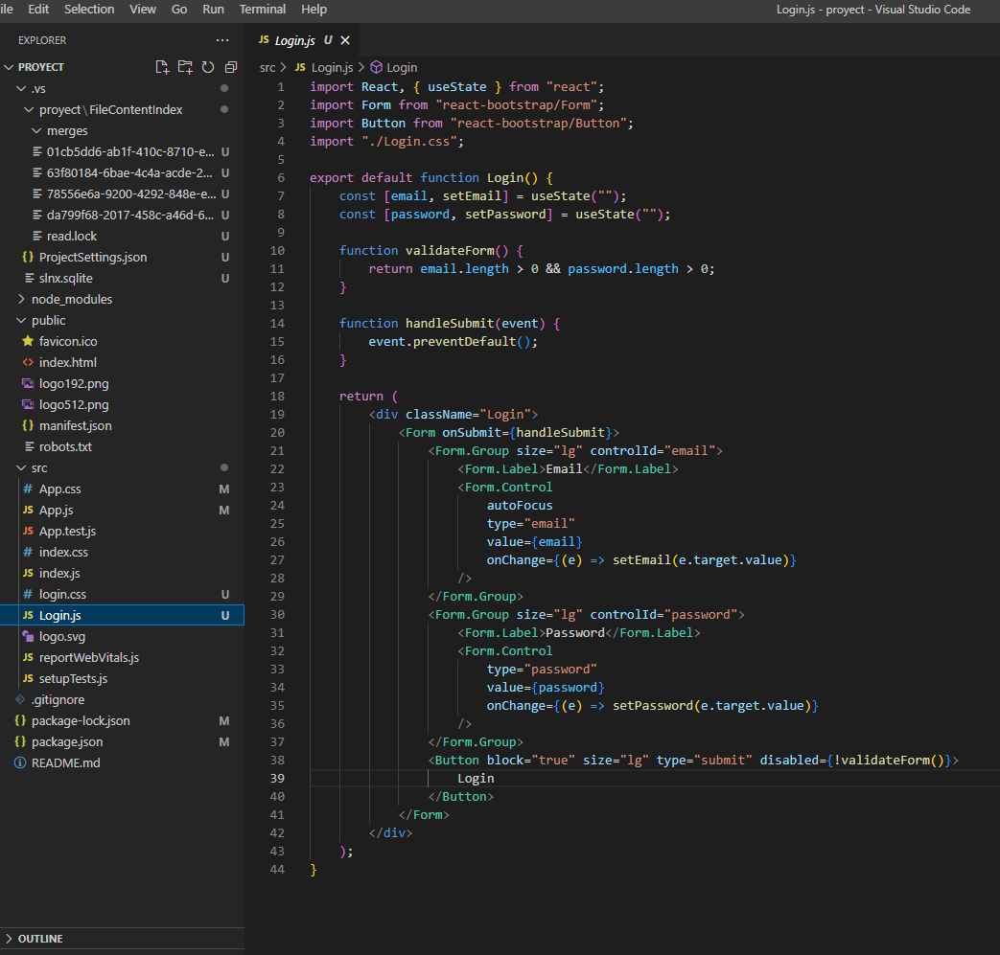 ile Edit Selection View Go Run Terminal Help Login.js - proyect - Visual Studio Code
EXPLORER ···
PROYECT
.vs
proyect\FileContentIndex
merges
01cb5dd6-ab1f-410c-8710-e... U
63f80184-6bae-4c4a-acde-2... U
78556e6a-9200-4292-848e-e... U
da799f68-2017-458c-a46d-6... U
read.lock U
{} ProjectSettings.json U
slnx.sqlite U
node_modules
public
favicon.ico
<> index.html
logo192.png
logo512.png
{} manifest.json
robots.txt
src
# App.css M
JS App.js M
JS App.test.js
# index.css
JS index.js
# login.css U
JS Login.js U
logo.svg
JS reportWebVitals.js
JS setupTests.js
.gitignore
{} package-lock.json M
{} package.json M
README.md
OUTLINE
JS Login.js U
src > JS Login.js > Login
1 import React, { useState } from "react";
2 import Form from "react-bootstrap/Form";
3 import Button from "react-bootstrap/Button";
4 import "./Login.css";
5
6 export default function Login() {
7 const [email, setEmail] = useState("");
8 const [password, setPassword] = useState("");
9
10 function validateForm() {
11 return email.length > 0 && password.length > 0;
12 }
13
14 function handleSubmit(event) {
15 event.preventDefault();
16 }
17
18 return (
19 <div className="Login">
20 <Form onSubmit={handleSubmit}>
21 <Form.Group size="lg" controlId="email">
22 <Form.Label>Email</Form.Label>
23 <Form.Control
24 autoFocus
25 type="email"
26 value={email}
27 onChange={(e) => setEmail(e.target.value)}
28 />
29 </Form.Group>
30 <Form.Group size="lg" controlId="password">
31 <Form.Label>Password</Form.Label>
32 <Form.Control
33 type="password"
34 value={password}
35 onChange={(e) => setPassword(e.target.value)}
36 />
37 </Form.Group>
38 <Button block="true" size="lg" type="submit" disabled={!validateForm()}>
39 Login
40 </Button>
41 </Form>
42 </div>
43 );
44 }